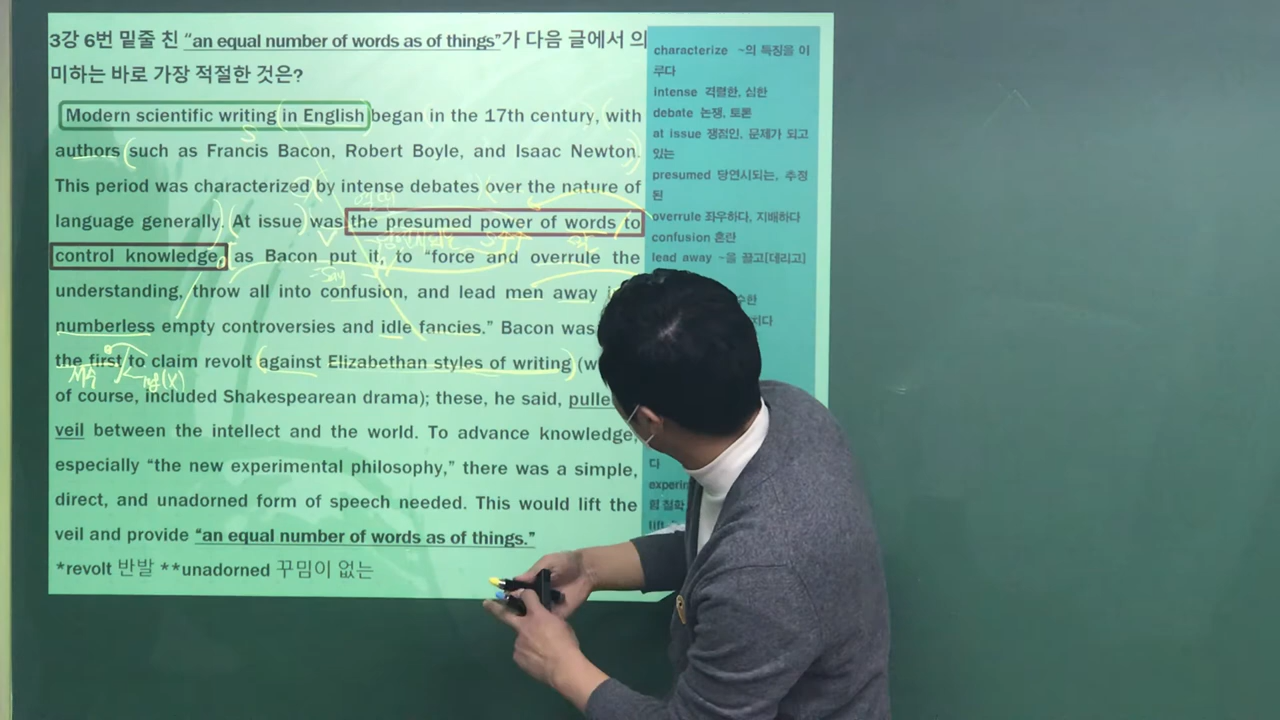 3강 6번 밑줄 친 “an equal number of words as of things”가 다음 글에서 의
미하는 바로 가장 적절한 것은?
Modern scientific writing in English began in the 17th century, with
authors such as Francis Bacon, Robert Boyle, and Isaac Newton.
This period was characterized by intense debates over the nature of
language generally. At issue was the presumed power of words to
control knowledge, as Bacon put it, to “force and overrule the
understanding, throw all into confusion, and lead men away
numberless empty controversies and idle fancies.” Bacon was
the first to claim revolt against Elizabethan styles of writing
of course, included Shakespearean drama); these, he said,
veil between the intellect and the world. To advance knowledge,
especially “the new experimental philosophy,” there was a simple,
direct, and unadorned form of speech needed. This would lift the
veil and provide “an equal number of words as of things.”
*revolt 반발 **unadorned 꾸밈이 없는
characterize ~의 특징을 이
루다
intense 격렬한, 심한
debate 논쟁, 토론
at issue 쟁점인, 문제가 되고
있는
presumed 당연시되는, 추정
된
overrule 좌우하다, 지배하다
confusion 혼란
lead away ~을 끌고[데리고]
다
lift